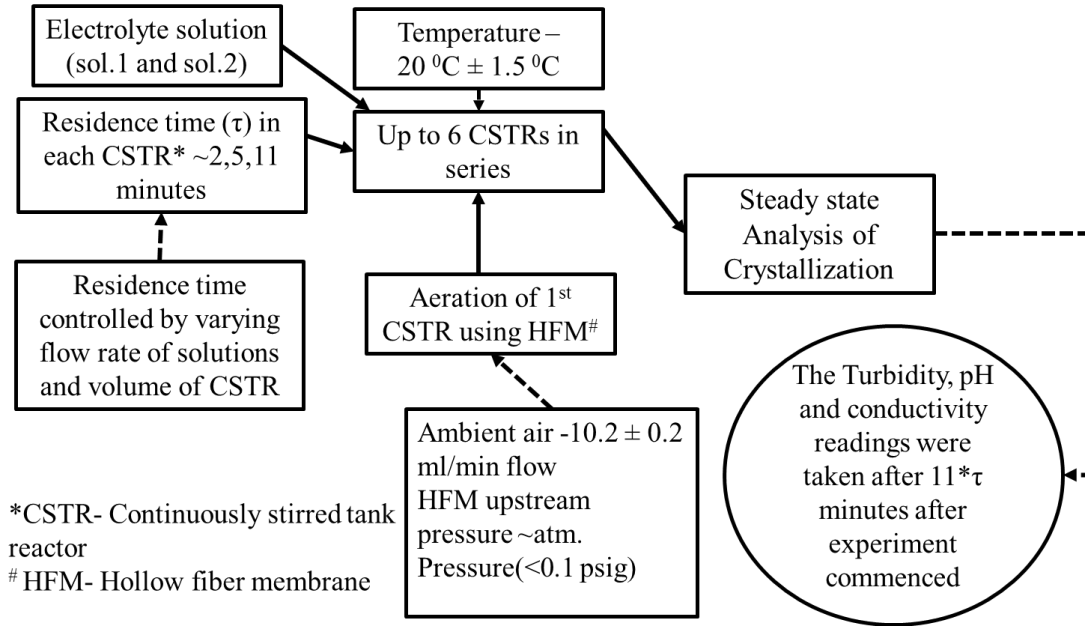 Electrolyte solution
(sol.1 and sol.2)
Temperature –
20 ⁰C ± 1.5 ⁰C
Residence time (τ) in
each CSTR* ~2,5,11
minutes
Up to 6 CSTRs in
series
Steady state
Analysis of
Crystallization
Residence time
controlled by varying
flow rate of solutions
and volume of CSTR
Aeration of 1ˢᵗ
CSTR using HFM#
Ambient air -10.2 ± 0.2
ml/min flow
HFM upstream
pressure ~atm.
Pressure(<0.1 psig)
The Turbidity, pH
and conductivity
readings were
taken after 11*τ
minutes after
experiment
commenced
*CSTR- Continuously stirred tank
reactor
# HFM- Hollow fiber membrane